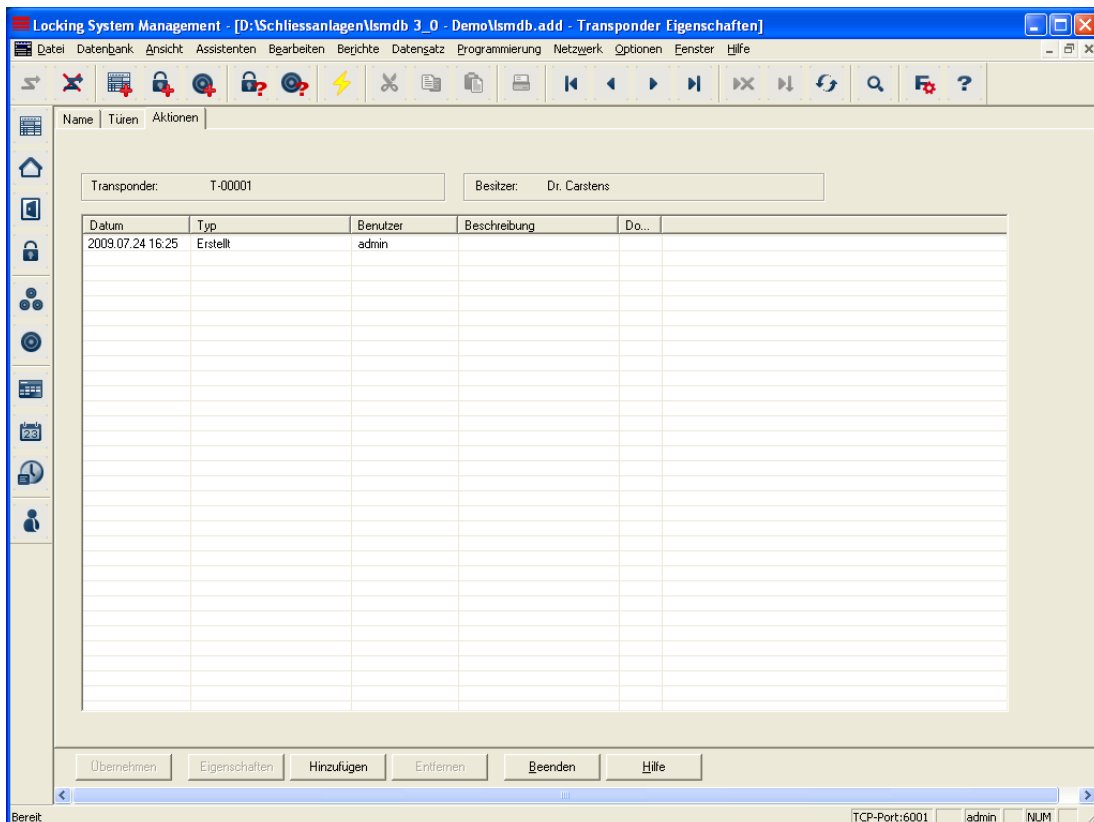 Locking System Management - [D:\Schliessanlagen\lsmdb 3_0 - Demo\lsmdb.add - Transponder Eigenschaften]
Datei Datenbank Ansicht Assistenten Bearbeiten Berichte Datensatz Programmierung Netzwerk Optionen Fenster Hilfe
Name Türen Aktionen
Transponder: T-00001 Besitzer: Dr. Carstens
Datum Typ Benutzer Beschreibung Do...
2009.07.24 16:25 Erstellt admin
23
Übernehmen Eigenschaften Hinzufügen Entfernen Beenden Hilfe
Bereit TCP-Port:6001 admin NUM